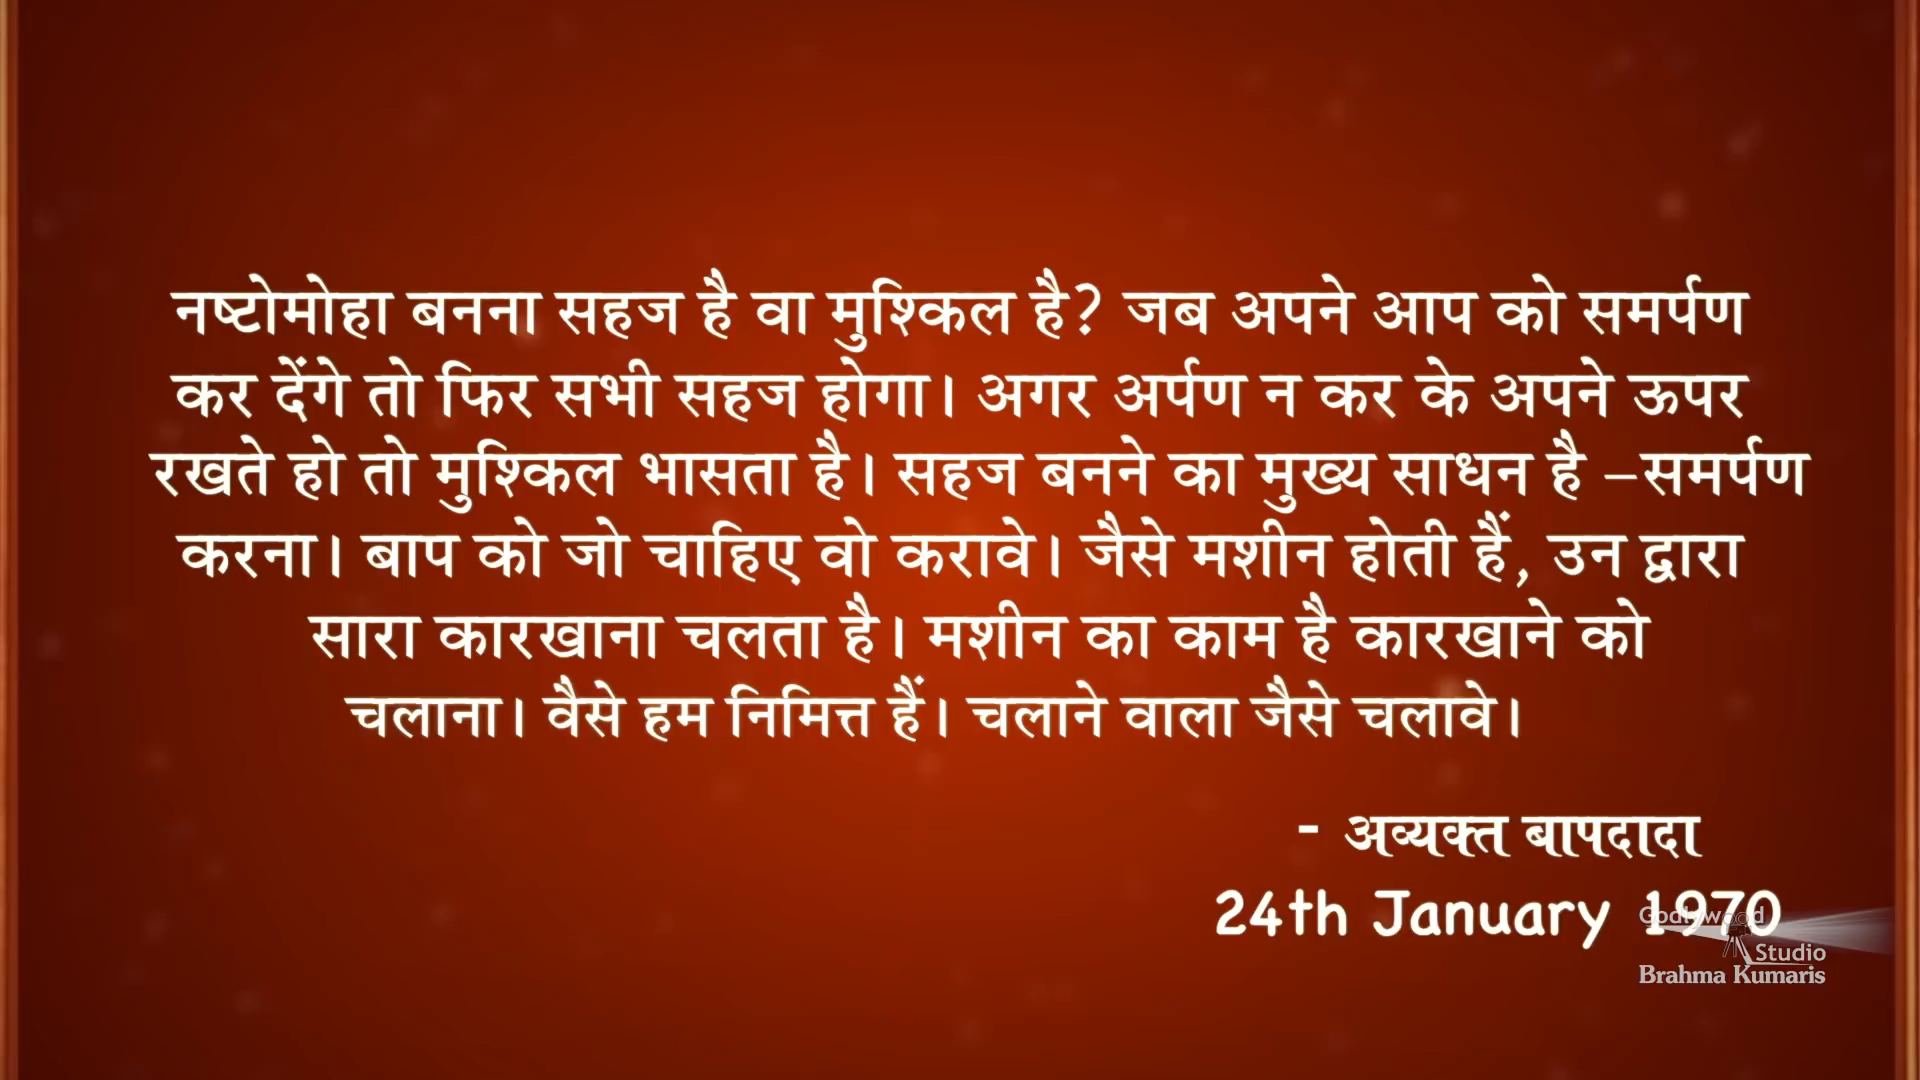 नष्टोमोहा बनना सहज है वा मुश्किल है? जब अपने आप को समर्पण
कर देंगे तो फिर सभी सहज होगा। अगर अर्पण न कर के अपने ऊपर
रखते हो तो मुश्किल भासता है। सहज बनने का मुख्य साधन है –समर्पण
करना। बाप को जो चाहिए वो करावे। जैसे मशीन होती हैं, उन द्वारा
सारा कारखाना चलता है। मशीन का काम है कारखाने को
चलाना। वैसे हम निमित्त हैं। चलाने वाला जैसे चलावे।
- अव्यक्त बापदादा
24th January 1970
Godlywood
Studio
Brahma Kumaris